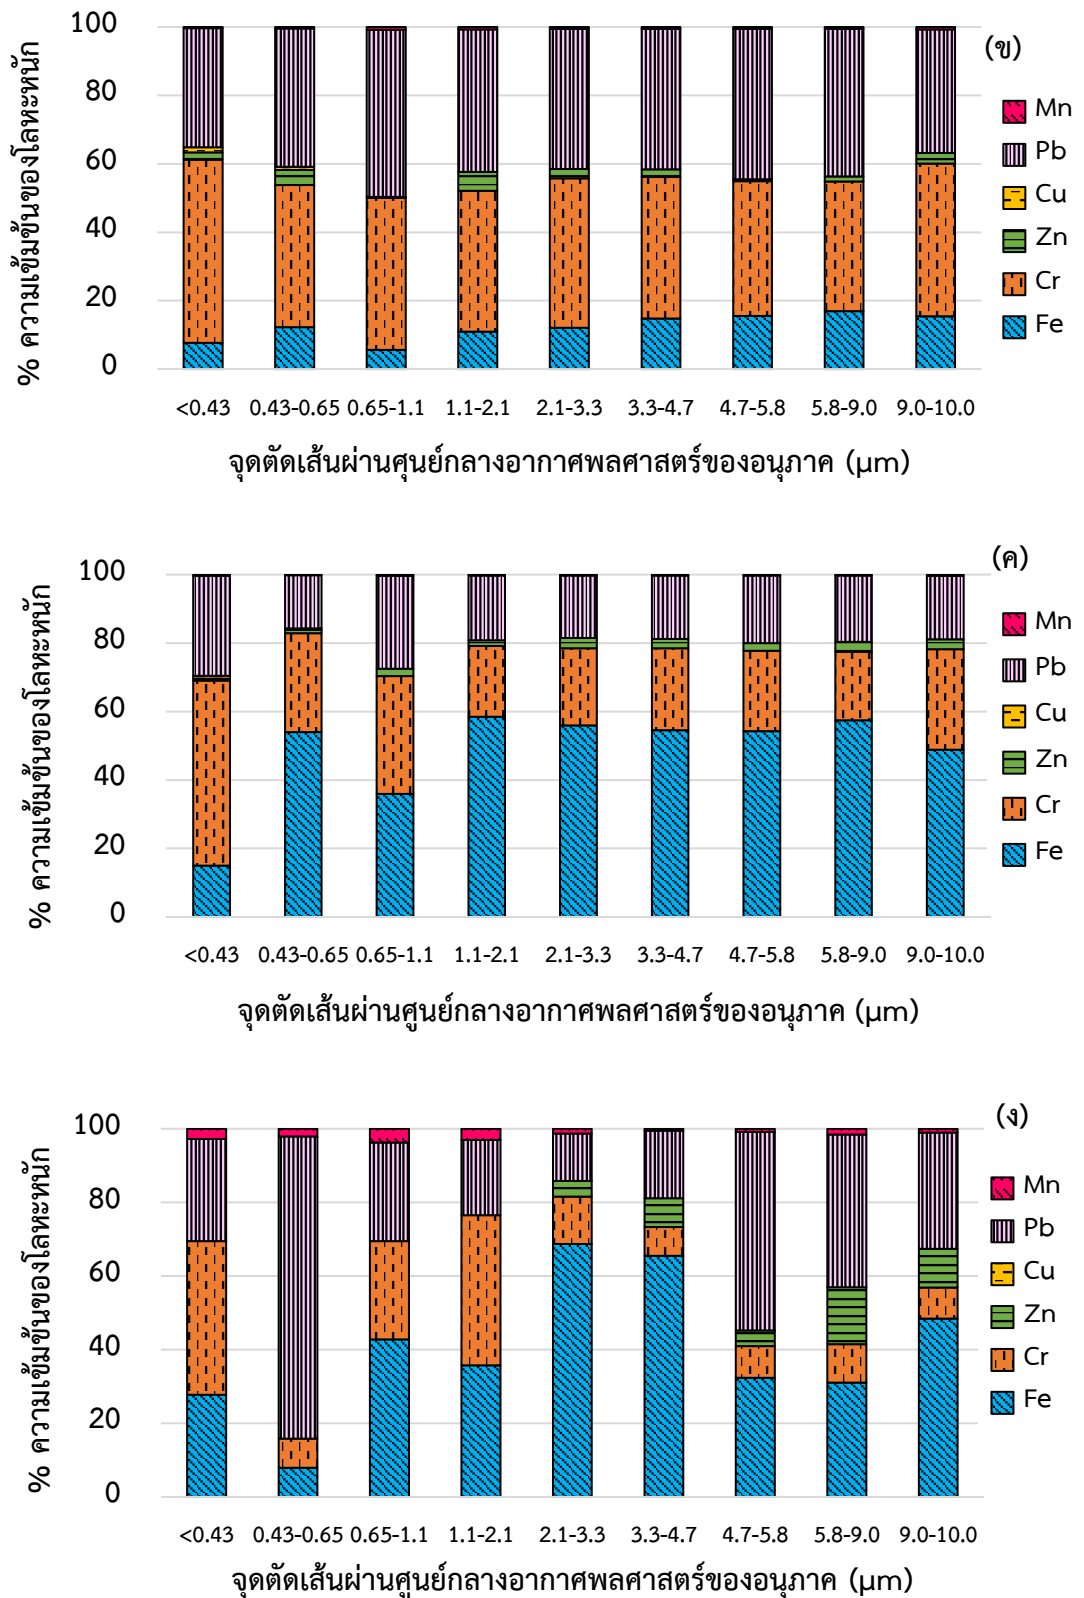 (ข)
% ความเข้มข้นของโลหะหนัก
100
80
60
40
20
0
<0.43 0.43-0.65 0.65-1.1 1.1-2.1 2.1-3.3 3.3-4.7 4.7-5.8 5.8-9.0 9.0-10.0
จุดตัดเส้นผ่านศูนย์กลางอากาศพลศาสตร์ของอนุภาค (μm)
Mn
Pb
Cu
Zn
Cr
Fe
(ค)
% ความเข้มข้นของโลหะหนัก
100
80
60
40
20
0
<0.43 0.43-0.65 0.65-1.1 1.1-2.1 2.1-3.3 3.3-4.7 4.7-5.8 5.8-9.0 9.0-10.0
จุดตัดเส้นผ่านศูนย์กลางอากาศพลศาสตร์ของอนุภาค (μm)
Mn
Pb
Cu
Zn
Cr
Fe
(ง)
% ความเข้มข้นของโลหะหนัก
100
80
60
40
20
0
<0.43 0.43-0.65 0.65-1.1 1.1-2.1 2.1-3.3 3.3-4.7 4.7-5.8 5.8-9.0 9.0-10.0
จุดตัดเส้นผ่านศูนย์กลางอากาศพลศาสตร์ของอนุภาค (μm)
Mn
Pb
Cu
Zn
Cr
Fe